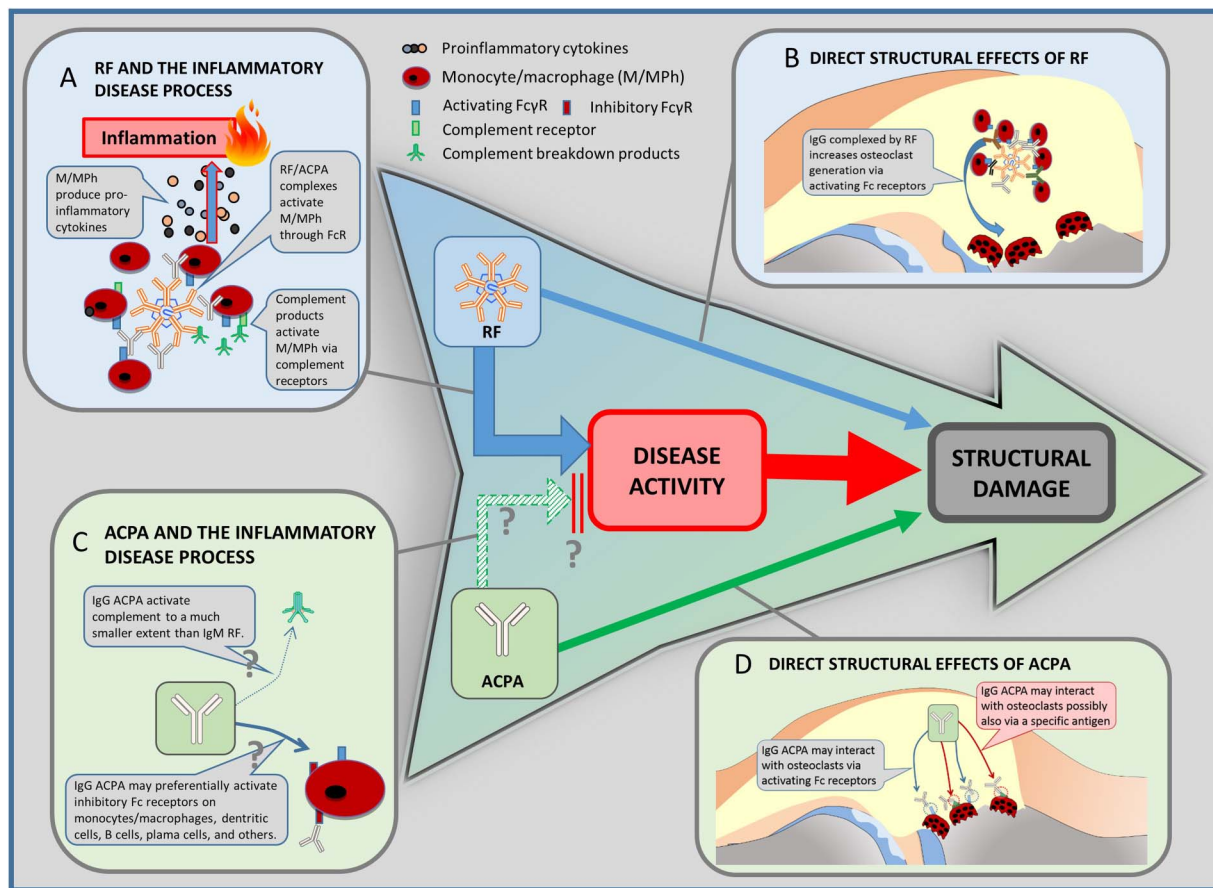 A
RF AND THE INFLAMMATORY
DISEASE PROCESS
Inflammation
M/MPh
produce pro-
inflammatory
cytokines
RF/ACPA
complexes
activate
M/MPh
through FcR
Complement
products
activate
M/MPh via
complement
receptors
Proinflammatory cytokines
Monocyte/macrophage (M/MPh)
Activating FcγR
Inhibitory FcγR
Complement receptor
Complement breakdown products
B
DIRECT STRUCTURAL EFFECTS OF RF
IgG complexed by RF
increases osteoclast
generation via
activating Fc receptors
RF
DISEASE
ACTIVITY
STRUCTURAL
DAMAGE
?
?
ACPA
C
ACPA AND THE INFLAMMATORY
DISEASE PROCESS
IgG ACPA activate
complement to a much
smaller extent than IgM RF.
?
?
IgG ACPA may preferentially activate
inhibitory Fc receptors on
monocytes/macrophages, dentritic
cells, B cells, plama cells, and others.
D
DIRECT STRUCTURAL EFFECTS OF ACPA
IgG ACPA may interact
with osteoclasts possibly
also via a specific antigen
IgG ACPA may interact
with osteoclasts via
activating Fc receptors